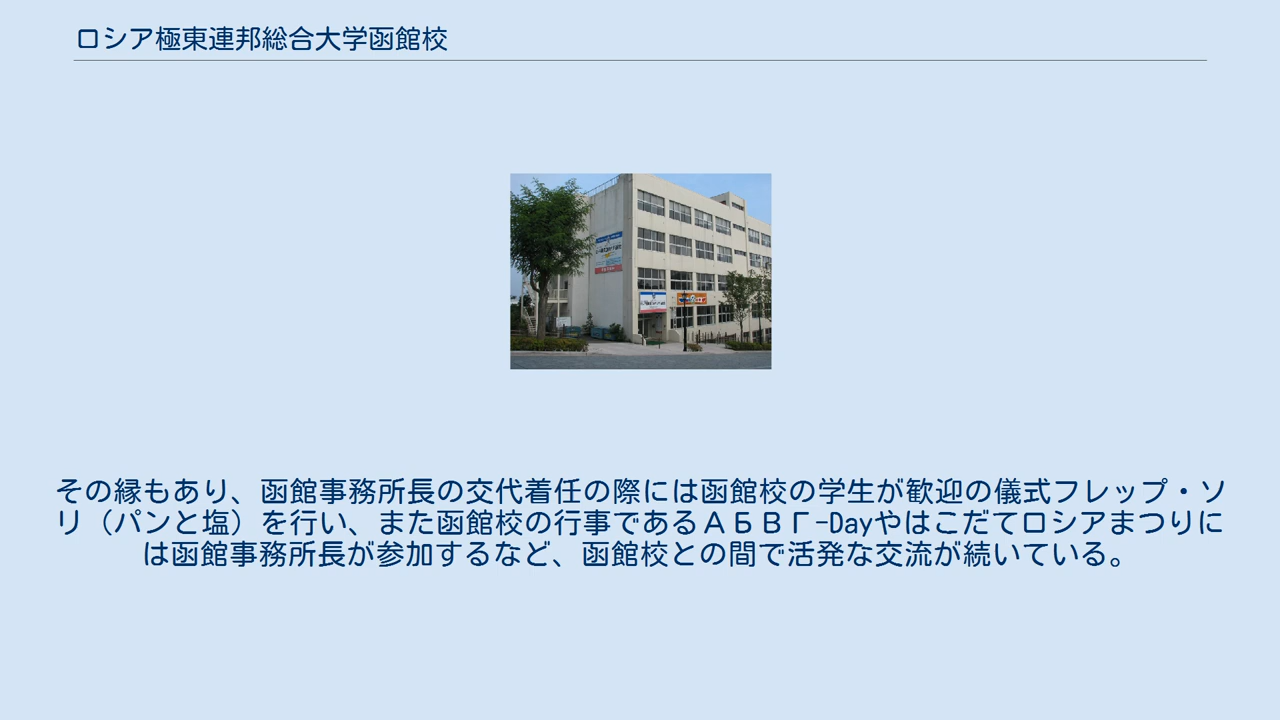 ロシア極東連邦総合大学函館校
その縁もあり、函館事務所長の交代着任の際には函館校の学生が歓迎の儀式フレップ・ソ
リ（パンと塩）を行い、また函館校の行事であるＡБＢГ-Dayやはこだてロシアまつりに
は函館事務所長が参加するなど、函館校との間で活発な交流が続いている。